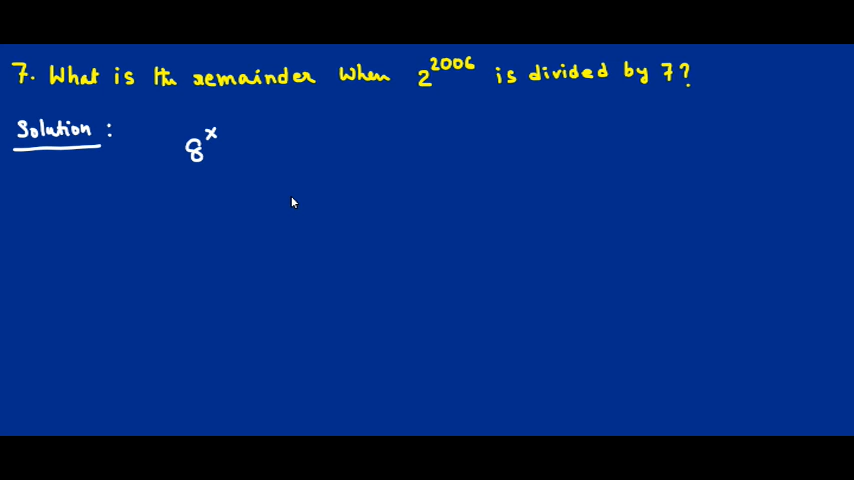 7. What is the remainder when 2^2006 is divided by 7?
Solution :
8^x